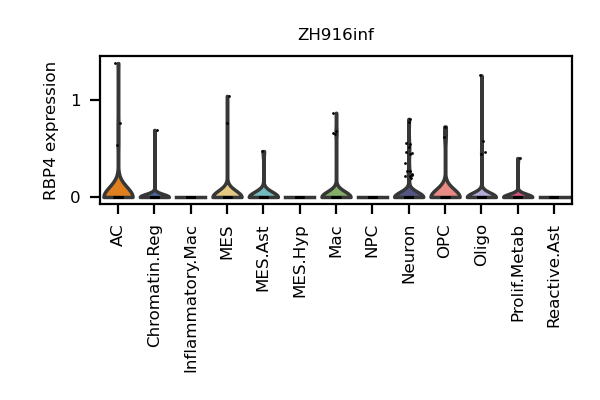 ZH916inf
RBP4 expression
1
0
AC
Chromatin.Reg
Inflammatory.Mac
MES
MES.Ast
MES.Hyp
Mac
NPC
Neuron
OPC
Oligo
Prolif.Metab
Reactive.Ast